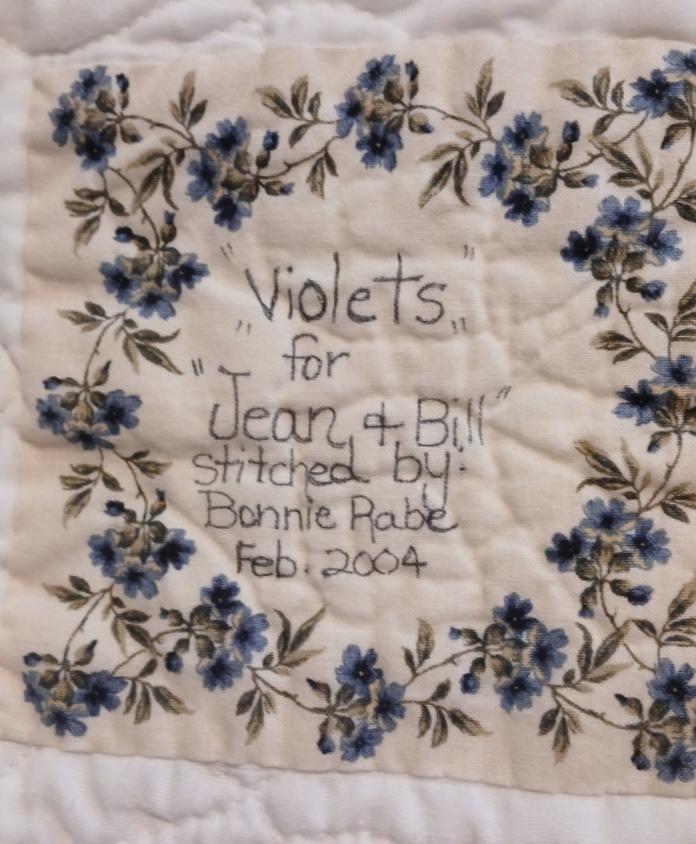 "Violets"
"for
"Jean & Bill"
stitched by:
Bonnie Rabe
Feb. 2004